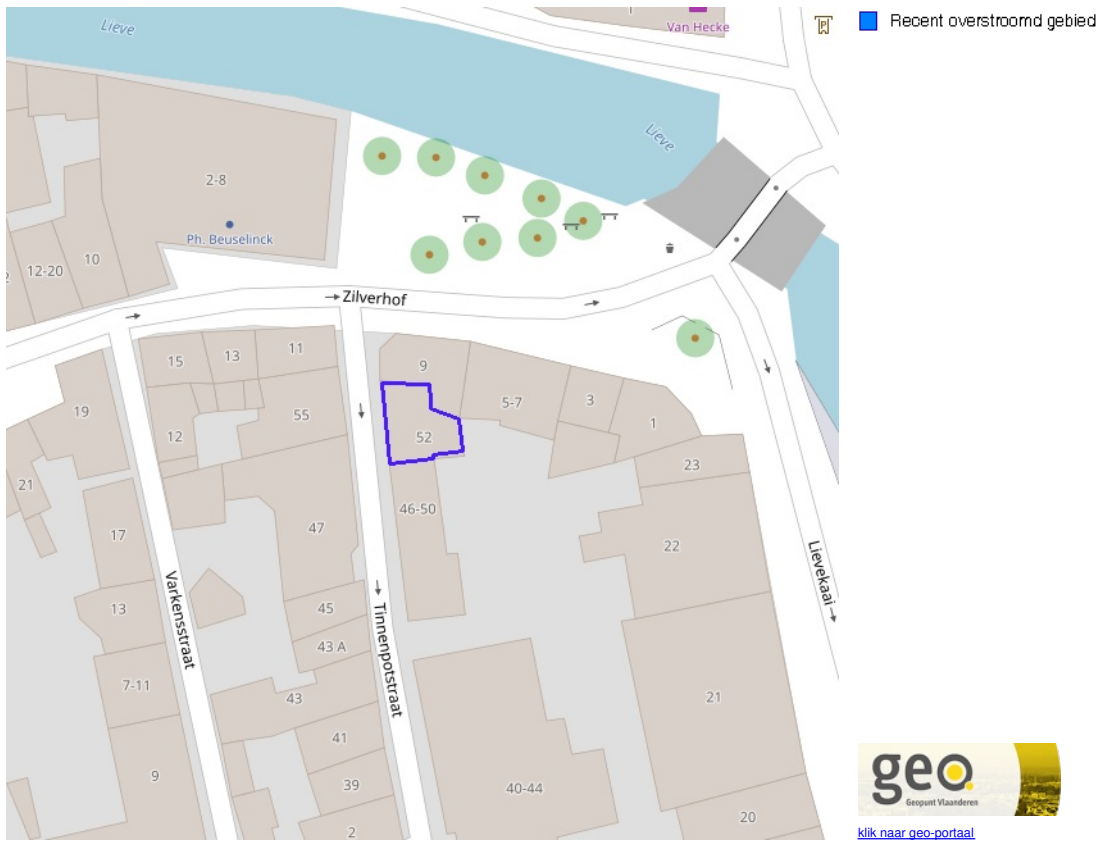 Lieve
Van Hecke
P
Recent overstroomd gebied
Lieve
2-8
Ph. Beuselinck
12-20
10
2
Zilverhof
15
13
11
9
5-7
3
1
19
55
12
52
23
21
46-50
17
47
22
Varkensstraat
Tinnenpotstraat
Lievekaai
13
45
43 A
7-11
43
21
41
9
39
40-44
20
2
geo
Geopunt Vlaanderen
klik naar geo-portaal